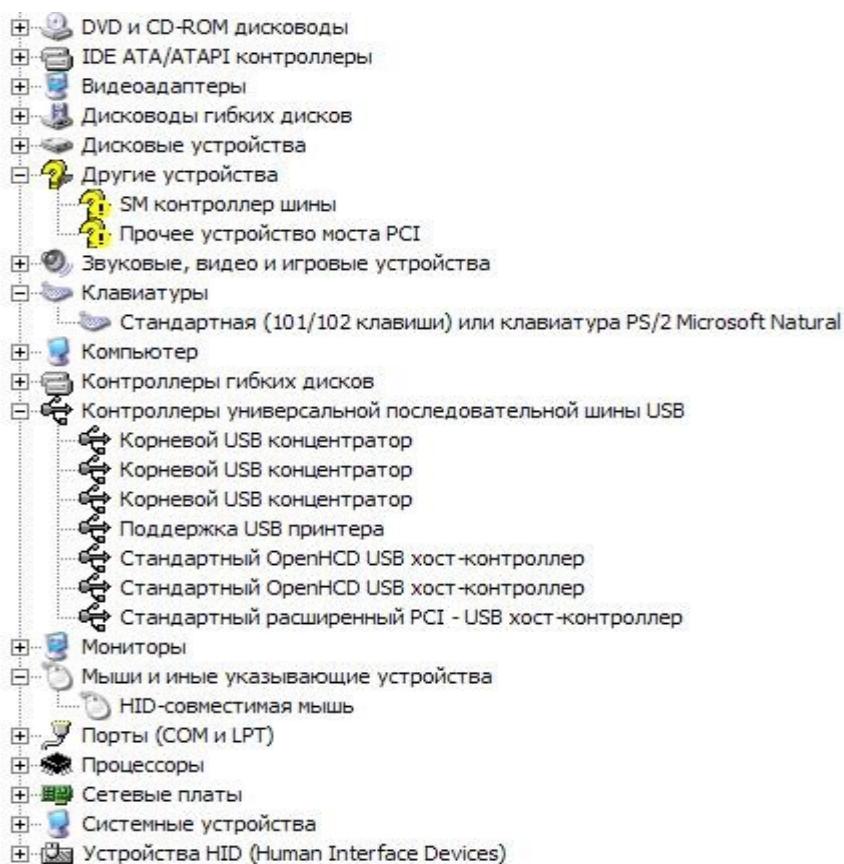 DVD и CD-ROM дисководы
IDE ATA/ATAPI контроллеры
Видеоадаптеры
Дисководы гибких дисков
Дисковые устройства
Другие устройства
SM контроллер шины
Прочее устройство моста PCI
Звуковые, видео и игровые устройства
Клавиатуры
Стандартная (101/102 клавиши) или клавиатура PS/2 Microsoft Natural
Компьютер
Контроллеры гибких дисков
Контроллеры универсальной последовательной шины USB
Корневой USB концентратор
Корневой USB концентратор
Корневой USB концентратор
Поддержка USB принтера
Стандартный OpenHCD USB хост-контроллер
Стандартный OpenHCD USB хост-контроллер
Стандартный расширенный PCI - USB хост-контроллер
Мониторы
Мыши и иные указывающие устройства
HID-совместимая мышь
Порты (COM и LPT)
Процессоры
Сетевые платы
Системные устройства
Устройства HID (Human Interface Devices)